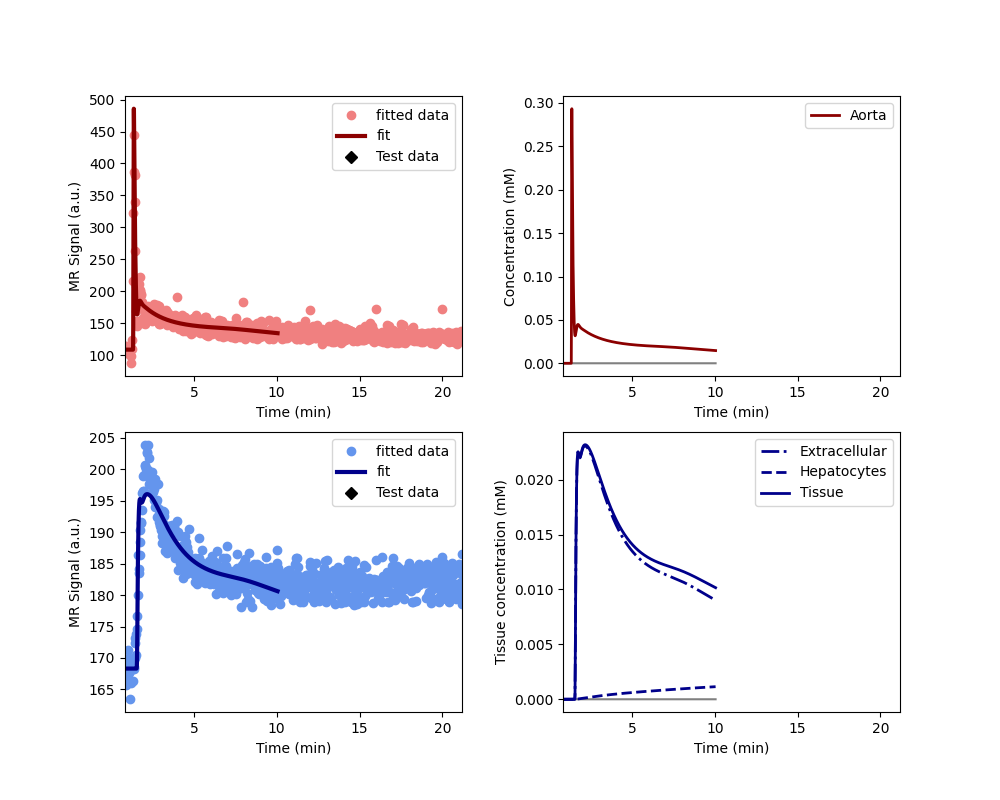 MR Signal (a.u.)
500
450
400
350
300
250
200
150
100
fitted data
fit
Test data
5
10
15
20
Time (min)
Concentration (mM)
0.30
0.25
0.20
0.15
0.10
0.05
0.00
Aorta
5
10
15
20
Time (min)
MR Signal (a.u.)
205
200
195
190
185
180
175
170
165
fitted data
fit
Test data
5
10
15
20
Time (min)
Tissue concentration (mM)
0.020
0.015
0.010
0.005
0.000
Extracellular
Hepatocytes
Tissue
5
10
15
20
Time (min)